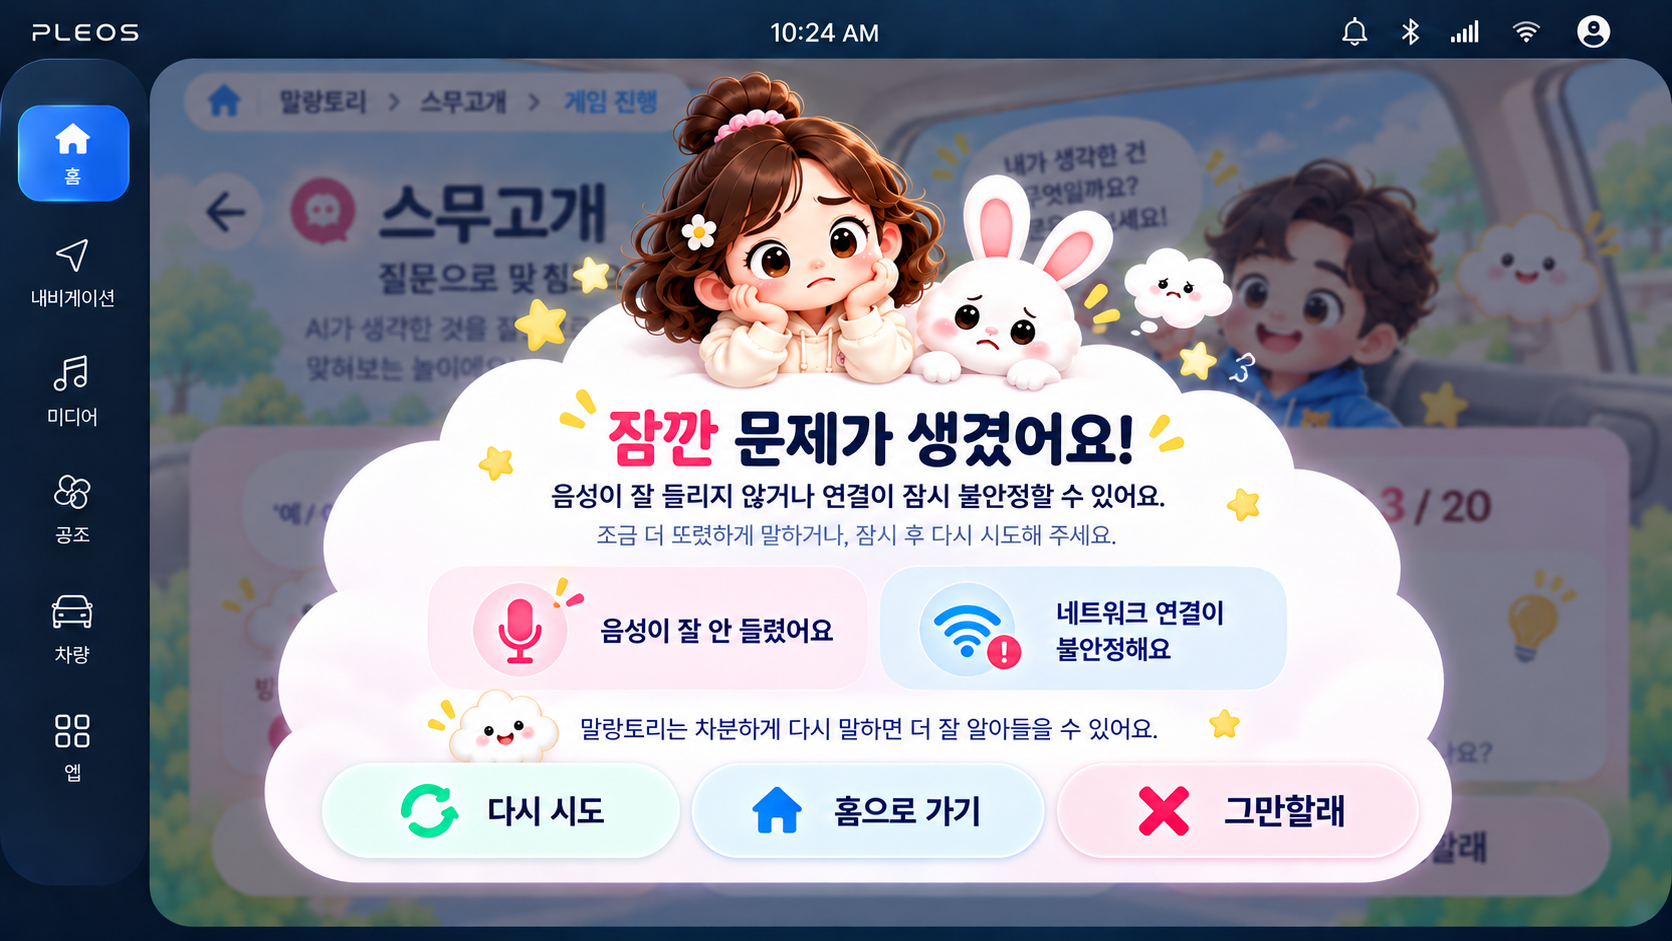 PLEOS
10:24 AM
홈
내비게이션
미디어
공조
차량
앱
말랑토리 > 스무고개 > 게임 진행
스무고개
질문으로 맞
AI가 생각한 것을
맞혀보는 놀이에
내가 생각한 건
3 / 20
잠깐 문제가 생겼어요!
음성이 잘 들리지 않거나 연결이 잠시 불안정할 수 있어요.
조금 더 또렸하게 말하거나, 잠시 후 다시 시도해 주세요.
음성이 잘 안 들렸어요
네트워크 연결이
불안정해요
말랑토리는 차분하게 다시 말하면 더 잘 알아들을 수 있어요.
다시 시도
홈으로 가기
그만할래